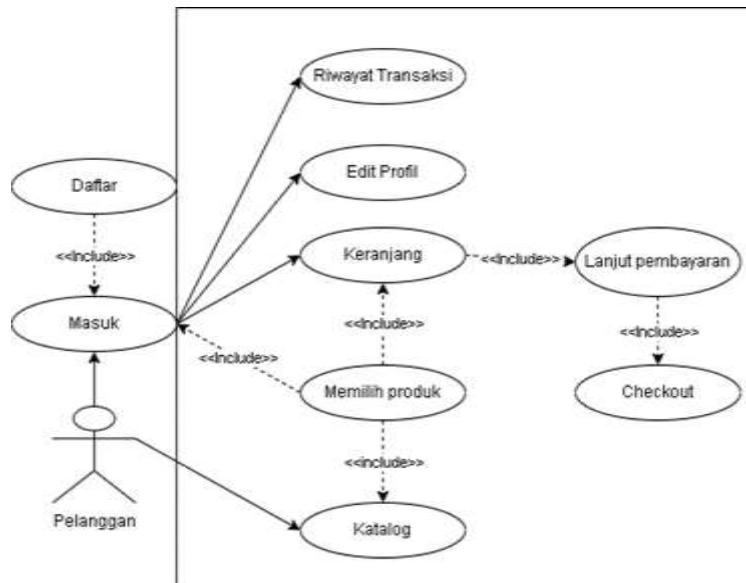 Riwayat Transaksi
Daftar
Edit Profil
<<Include>>
Keranjang
<<Include>>
Lanjut pembayaran
Masuk
<<Include>>
<<Include>>
<<Include>>
Memilih produk
Checkout
<<include>>
Pelanggan
Katalog